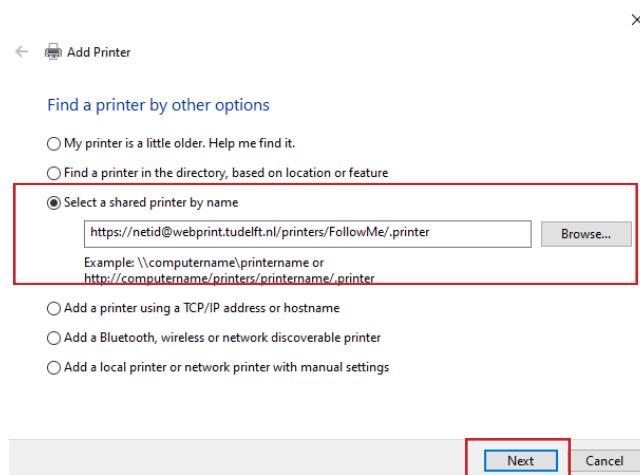 Add Printer
Find a printer by other options
My printer is a little older. Help me find it.
Find a printer in the directory, based on location or feature
Select a shared printer by name
https://netid@webprint.tudelft.nl/printers/FollowMe/.printer
Browse...
Example: \\computername\printername or
http://computername/printers/printername/.printer
Add a printer using a TCP/IP address or hostname
Add a Bluetooth, wireless or network discoverable printer
Add a local printer or network printer with manual settings
Next
Cancel